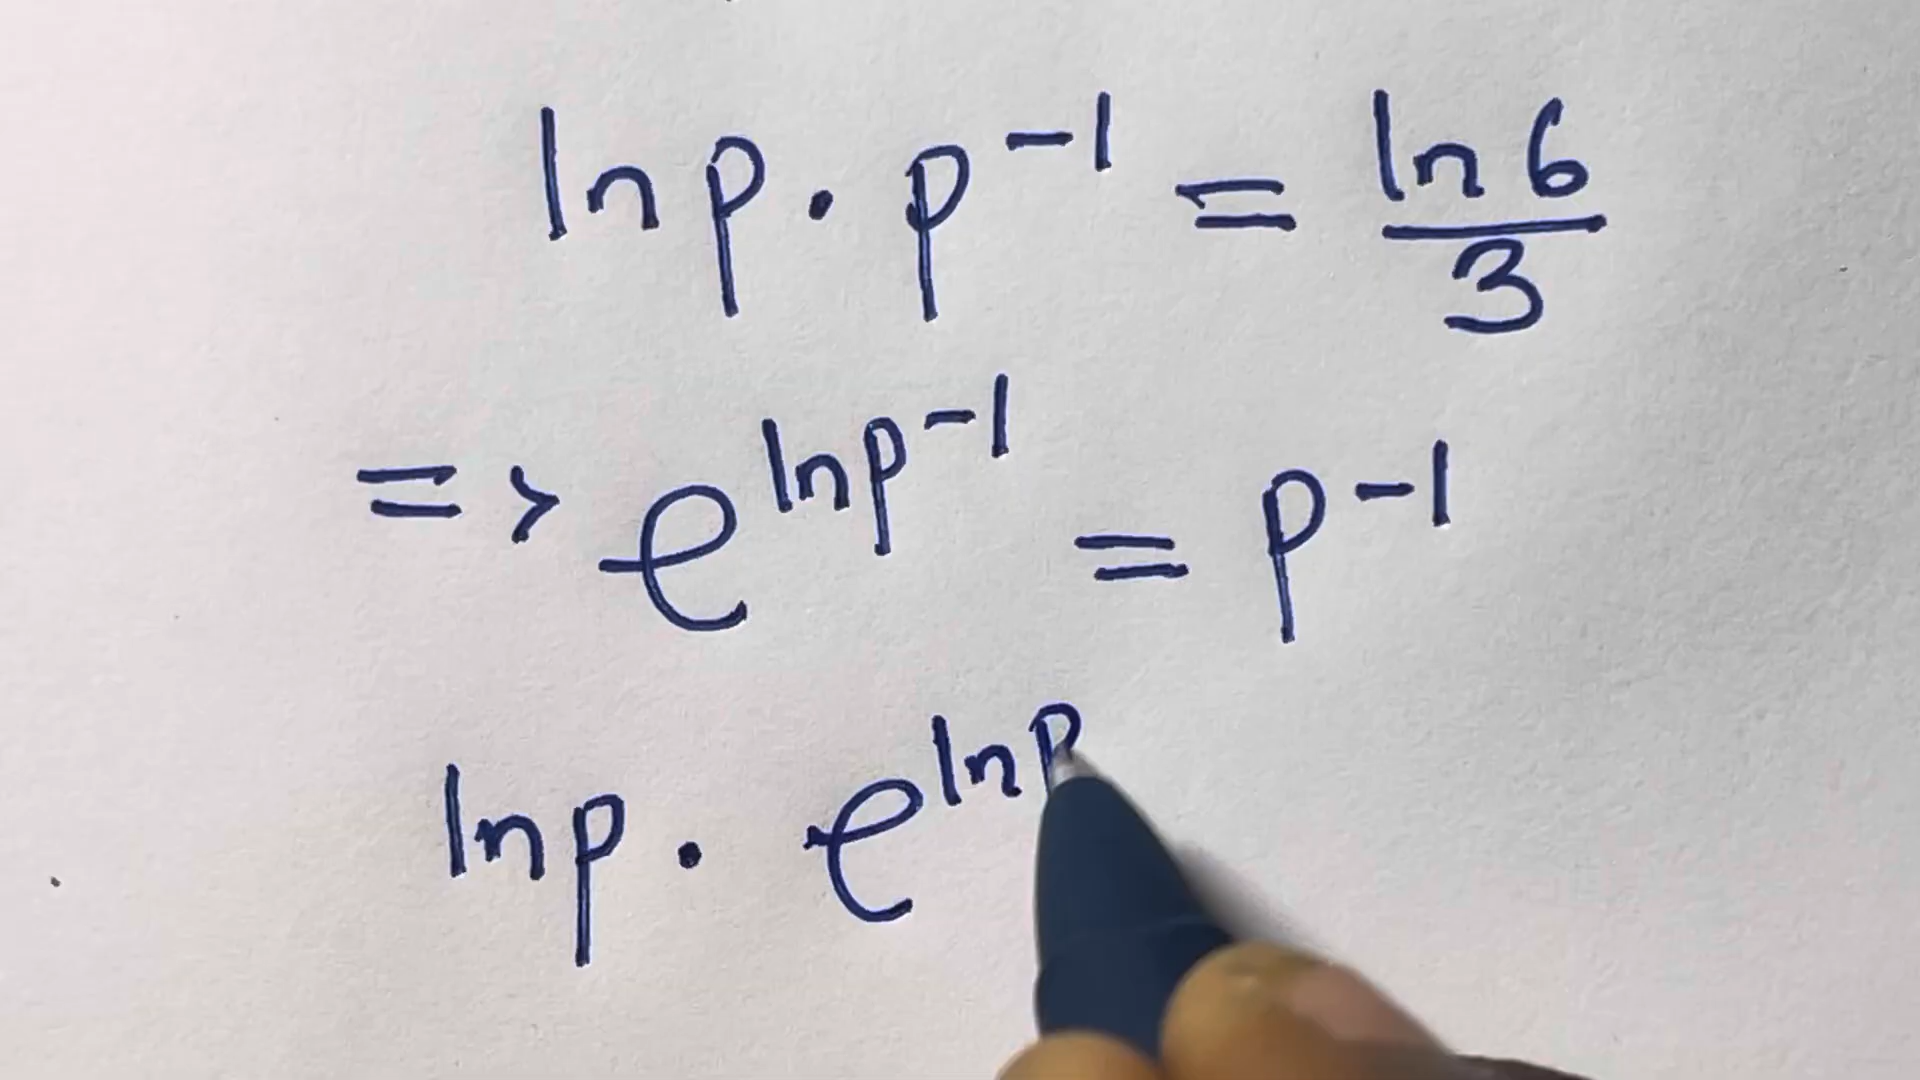 ln p · p⁻¹ = ln 6 / 3
=> e^(ln p⁻¹) = p⁻¹
ln p · e^(ln p